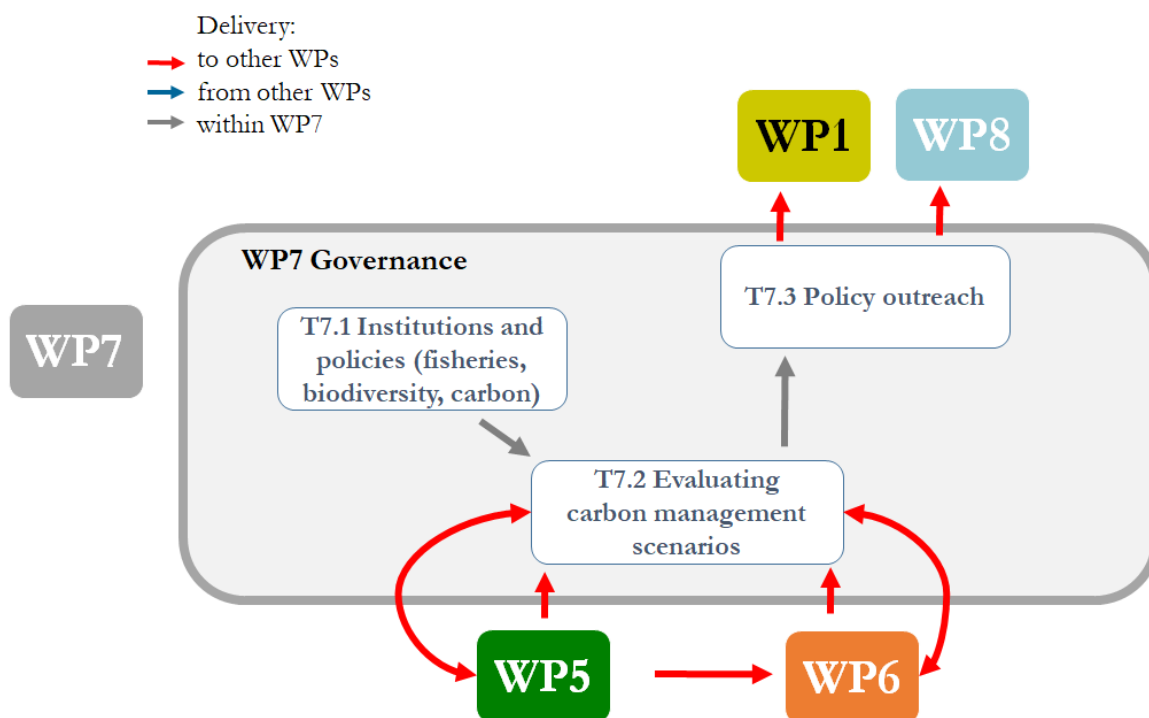 Delivery:
to other WPs
from other WPs
within WP7
WP1
WP8
WP7 Governance
T7.3 Policy outreach
WP7
T7.1 Institutions and
policies (fisheries,
biodiversity, carbon)
T7.2 Evaluating
carbon management
scenarios
WP5
WP6